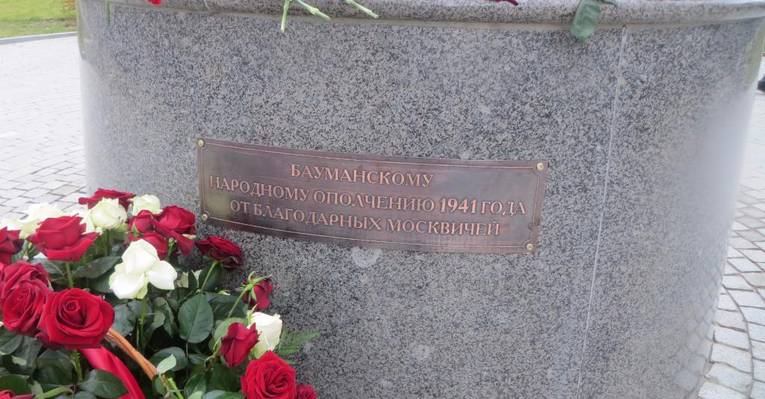 БАУМАНСКОМУ
НАРОДНОМУ ОПОЛЧЕНИЮ 1941 ГОДА
ОТ БЛАГОДАРНЫХ МОСКВИЧЕЙ